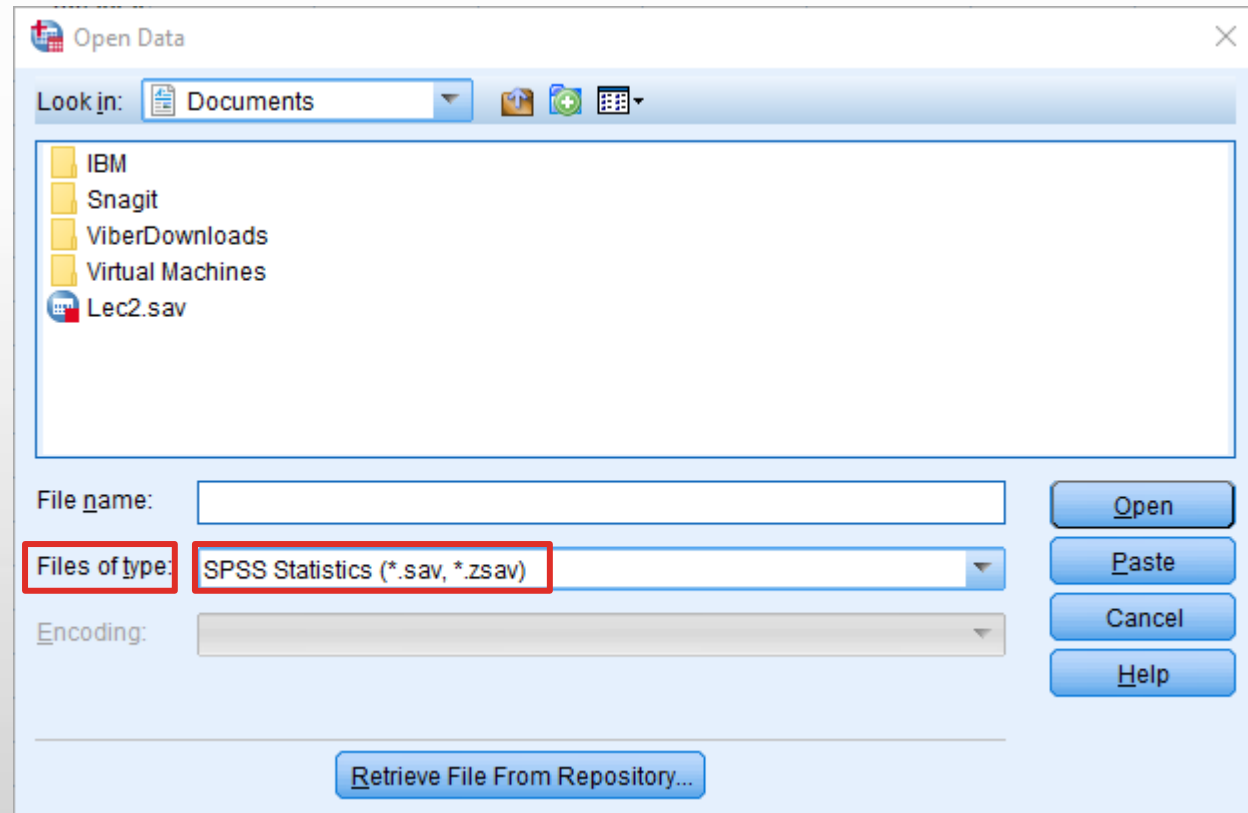 Open Data
Look in: Documents
IBM
Snagit
ViberDownloads
Virtual Machines
Lec2.sav
File name:
Open
Files of type: SPSS Statistics (*.sav, *.zsav)
Paste
Encoding:
Cancel
Help
Retrieve File From Repository...